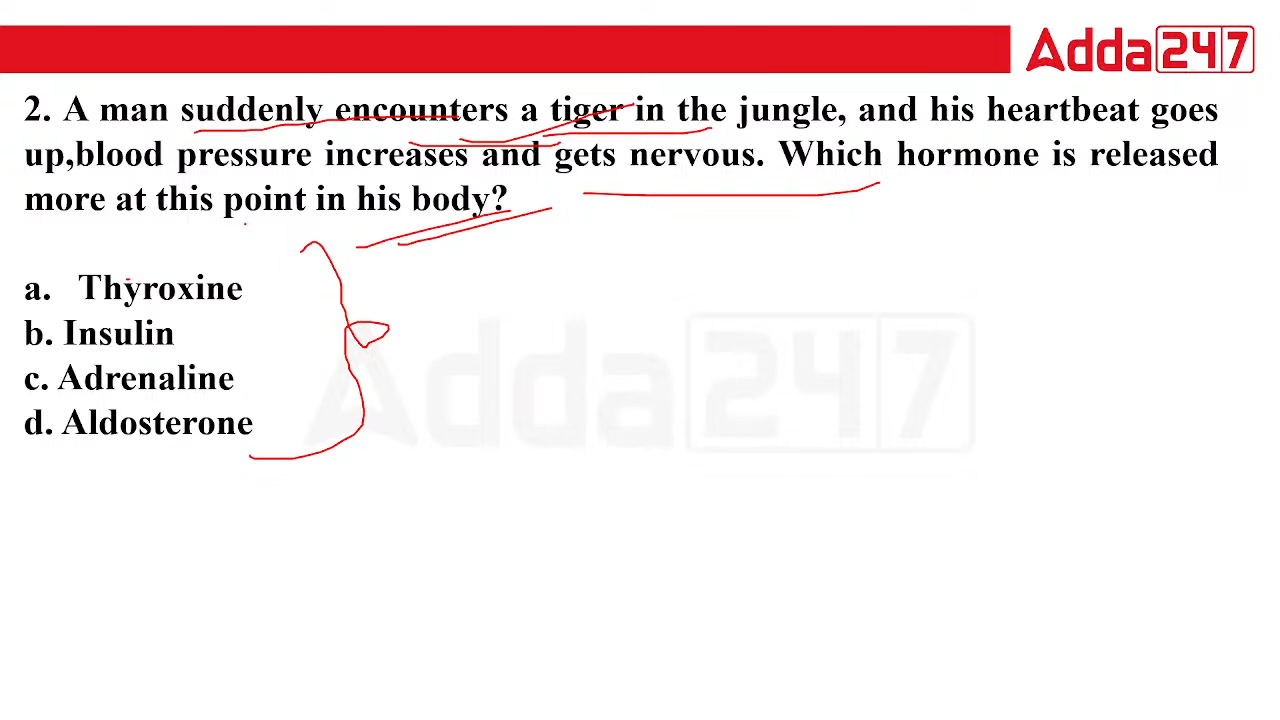 Adda247
2. A man suddenly encounters a tiger in the jungle, and his heartbeat goes
up,blood pressure increases and gets nervous. Which hormone is released
more at this point in his body?
a. Thyroxine
b. Insulin
c. Adrenaline
d. Aldosterone
Adda247